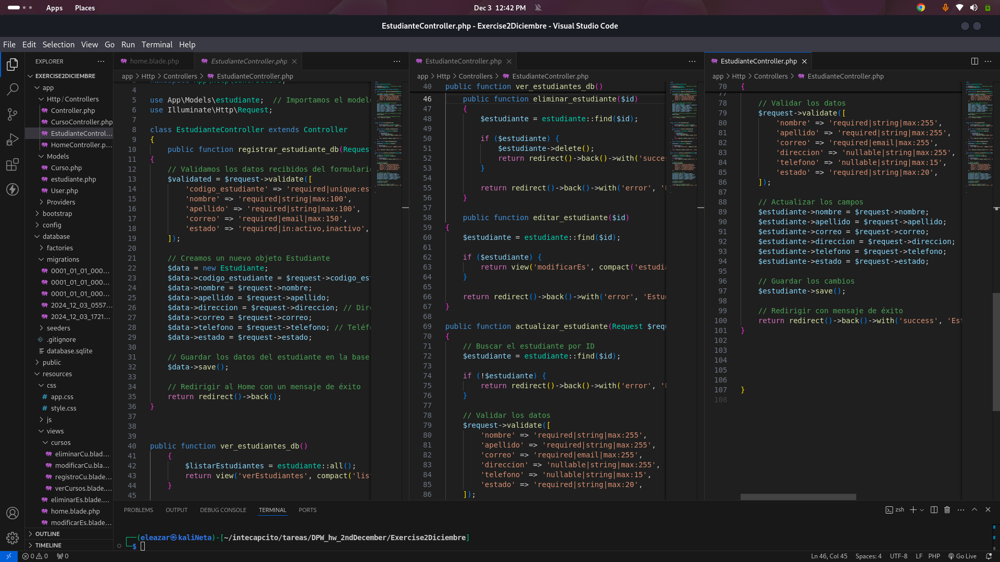 Apps Places
Dec 3 12:42 PM
EstudianteController.php - Exercise2Diciembre - Visual Studio Code
File Edit Selection View Go Run Terminal Help
EXPLORER
EXERCISE2DICIEMBRE
app
Http / Controllers
Controller.php
CursoController.php
EstudianteControl...
HomeController.p...
Models
Curso.php
estudiante.php
User.php
Providers
bootstrap
config
database
factories
migrations
0001_01_01_000...
0001_01_01_000...
0001_01_01_000...
2024_12_03_0557...
2024_12_03_1721...
seeders
.gitignore
database.sqlite
public
resources
css
app.css
style.css
js
views
cursos
eliminarCu.blad...
modificarCu.bla...
registroCu.blade...
verCursos.blade....
eliminarEs.blade....
home.blade.php
modificarEs.blade...
OUTLINE
TIMELINE
home.blade.php EstudianteController.php
app > Http > Controllers > EstudianteController.php
4
5 use App\Models\estudiante; // Importamos el model
6 use Illuminate\Http\Request;
7
8 class EstudianteController extends Controller
9 {
10 public function registrar_estudiante_db(Reques
11 {
12 // Validamos los datos recibidos del formulari
13 $validated = $request->validate([
14 'codigo_estudiante' => 'required|unique:es
15 'nombre' => 'required|string|max:100',
16 'apellido' => 'required|string|max:100',
17 'correo' => 'required|email|max:150',
18 'estado' => 'required|in:activo,inactivo',
19 ]);
20
21 // Creamos un nuevo objeto Estudiante
22 $data = new Estudiante;
23 $data->codigo_estudiante = $request->codigo_es
24 $data->nombre = $request->nombre;
25 $data->apellido = $request->apellido;
26 $data->direccion = $request->direccion; // Dir
27 $data->correo = $request->correo;
28 $data->telefono = $request->telefono; // Teléf
29 $data->estado = $request->estado;
30
31 // Guardar los datos del estudiante en la base
32 $data->save();
33
34 // Redirigir al Home con un mensaje de éxito
35 return redirect()->back();
36 }
37
38
39
40 public function ver_estudiantes_db()
41 {
42 $listarEstudiantes = estudiante::all();
43 return view('verEstudiantes', compact('lis
44 }
45
EstudianteController.php
app > Http > Controllers > EstudianteController.php
40 public function ver_estudiantes_db()
46 public function eliminar_estudiante($id)
47 {
48 $estudiante = estudiante::find($id);
49
50 if ($estudiante) {
51 $estudiante->delete();
52 return redirect()->back()->with('succes
53 }
54
55 return redirect()->back()->with('error', '
56 }
57
58 public function editar_estudiante($id)
59 {
60 $estudiante = estudiante::find($id);
61
62 if ($estudiante) {
63 return view('modificarEs', compact('estudia
64 }
65
66 return redirect()->back()->with('error', 'Estud
67 }
68
69 public function actualizar_estudiante(Request $requ
70 {
71 // Buscar el estudiante por ID
72 $estudiante = estudiante::find($id);
73
74 if (!$estudiante) {
75 return redirect()->back()->with('error', '
76 }
77
78 // Validar los datos
79 $request->validate([
80 'nombre' => 'required|string|max:255',
81 'apellido' => 'required|string|max:255',
82 'correo' => 'required|email|max:255',
83 'direccion' => 'nullable|string|max:255',
84 'telefono' => 'nullable|string|max:15',
85 'estado' => 'required|string|max:20',
86 ]);
EstudianteController.php
app > Http > Controllers > EstudianteController.php
70 {
77
78 // Validar los datos
79 $request->validate([
80 'nombre' => 'required|string|max:255',
81 'apellido' => 'required|string|max:255',
82 'correo' => 'required|email|max:255',
83 'direccion' => 'nullable|string|max:255',
84 'telefono' => 'nullable|string|max:15',
85 'estado' => 'required|string|max:20',
86 ]);
87
88 // Actualizar los campos
89 $estudiante->nombre = $request->nombre;
90 $estudiante->apellido = $request->apellido;
91 $estudiante->correo = $request->correo;
92 $estudiante->direccion = $request->direccion;
93 $estudiante->telefono = $request->telefono;
94 $estudiante->estado = $request->estado;
95
96 // Guardar los cambios
97 $estudiante->save();
98
99 // Redirigir con mensaje de éxito
100 return redirect()->back()->with('success', 'Est
101 }
102
103
104
105
106
107 }
108
PROBLEMS OUTPUT DEBUG CONSOLE TERMINAL PORTS
zsh
┌──(eleazar㉿kaliNeta)-[~/intecapcito/tareas/DPW_hw_2ndDecember/Exercise2Diciembre]
└─$
0 0 0
Ln 46, Col 45 Spaces: 4 UTF-8 LF PHP Go Live